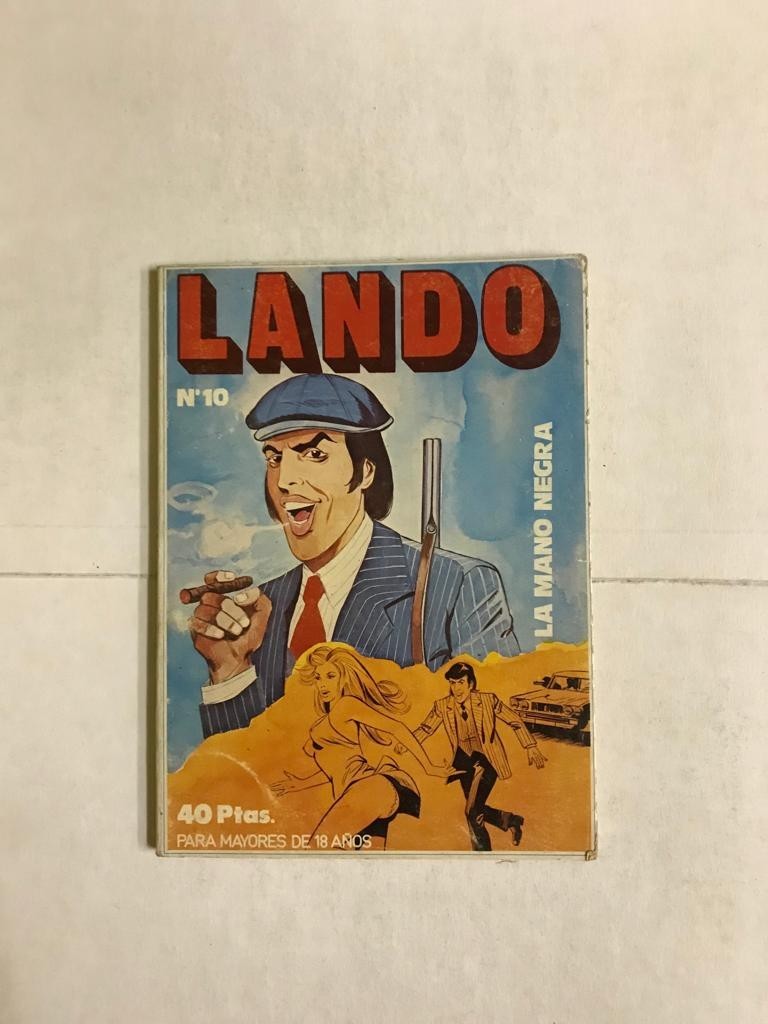 LANDO
Nº10
LA MANO NEGRA
40 Ptas.
PARA MAYORES DE 18 AÑOS